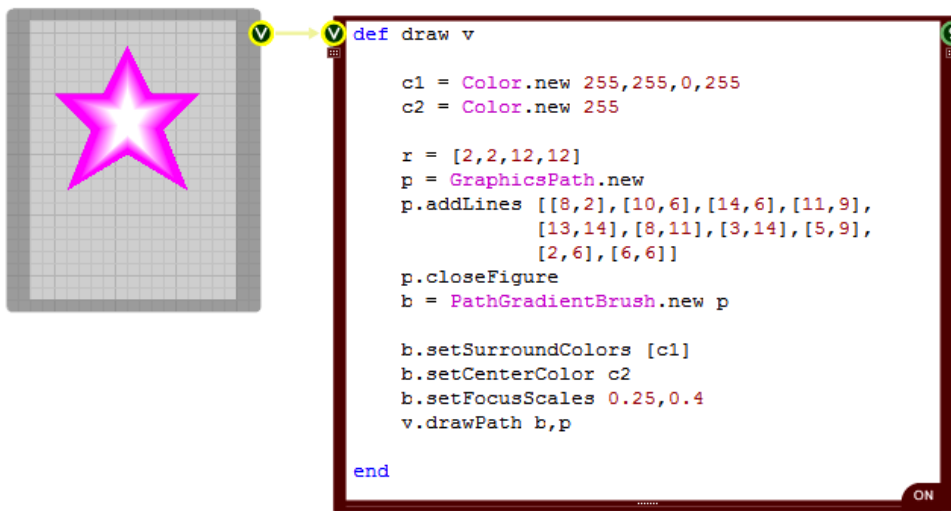 V
V
def draw v
c1 = Color.new 255,255,0,255
c2 = Color.new 255
r = [2,2,12,12]
p = GraphicsPath.new
p.addLines [[8,2],[10,6],[14,6],[11,9],
[13,14],[8,11],[3,14],[5,9],
[2,6],[6,6]]
p.closeFigure
b = PathGradientBrush.new p
b.setSurroundColors [c1]
b.setCenterColor c2
b.setFocusScales 0.25,0.4
v.drawPath b,p
end
ON